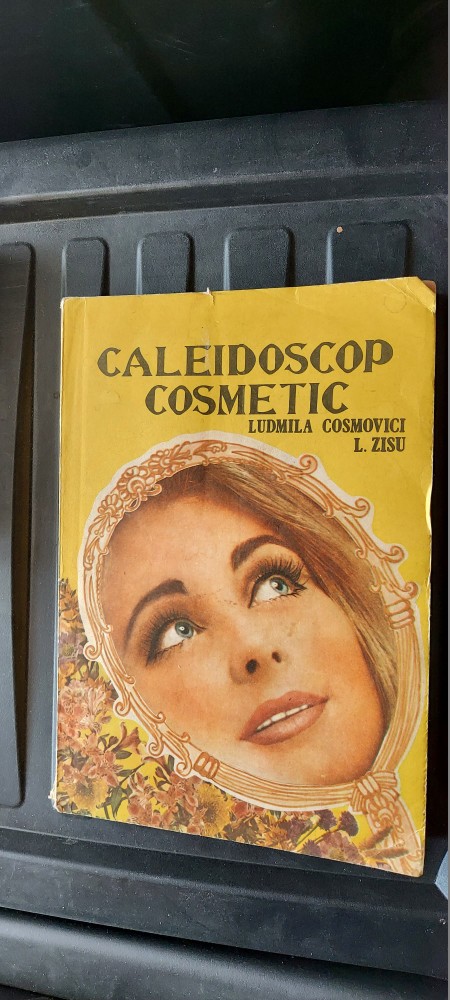 CALEIDOSCOP
COSMETIC
LUDMILA COSMOVICI
L. ZISU